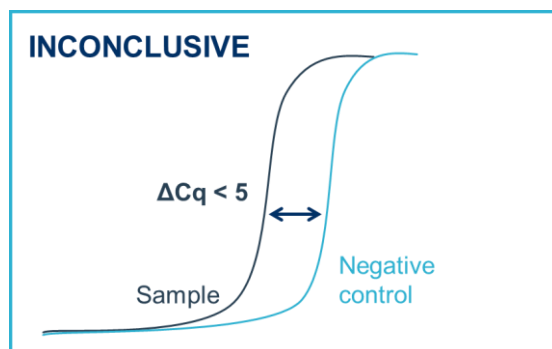 INCONCLUSIVE
ΔCq < 5
Sample
Negative
control